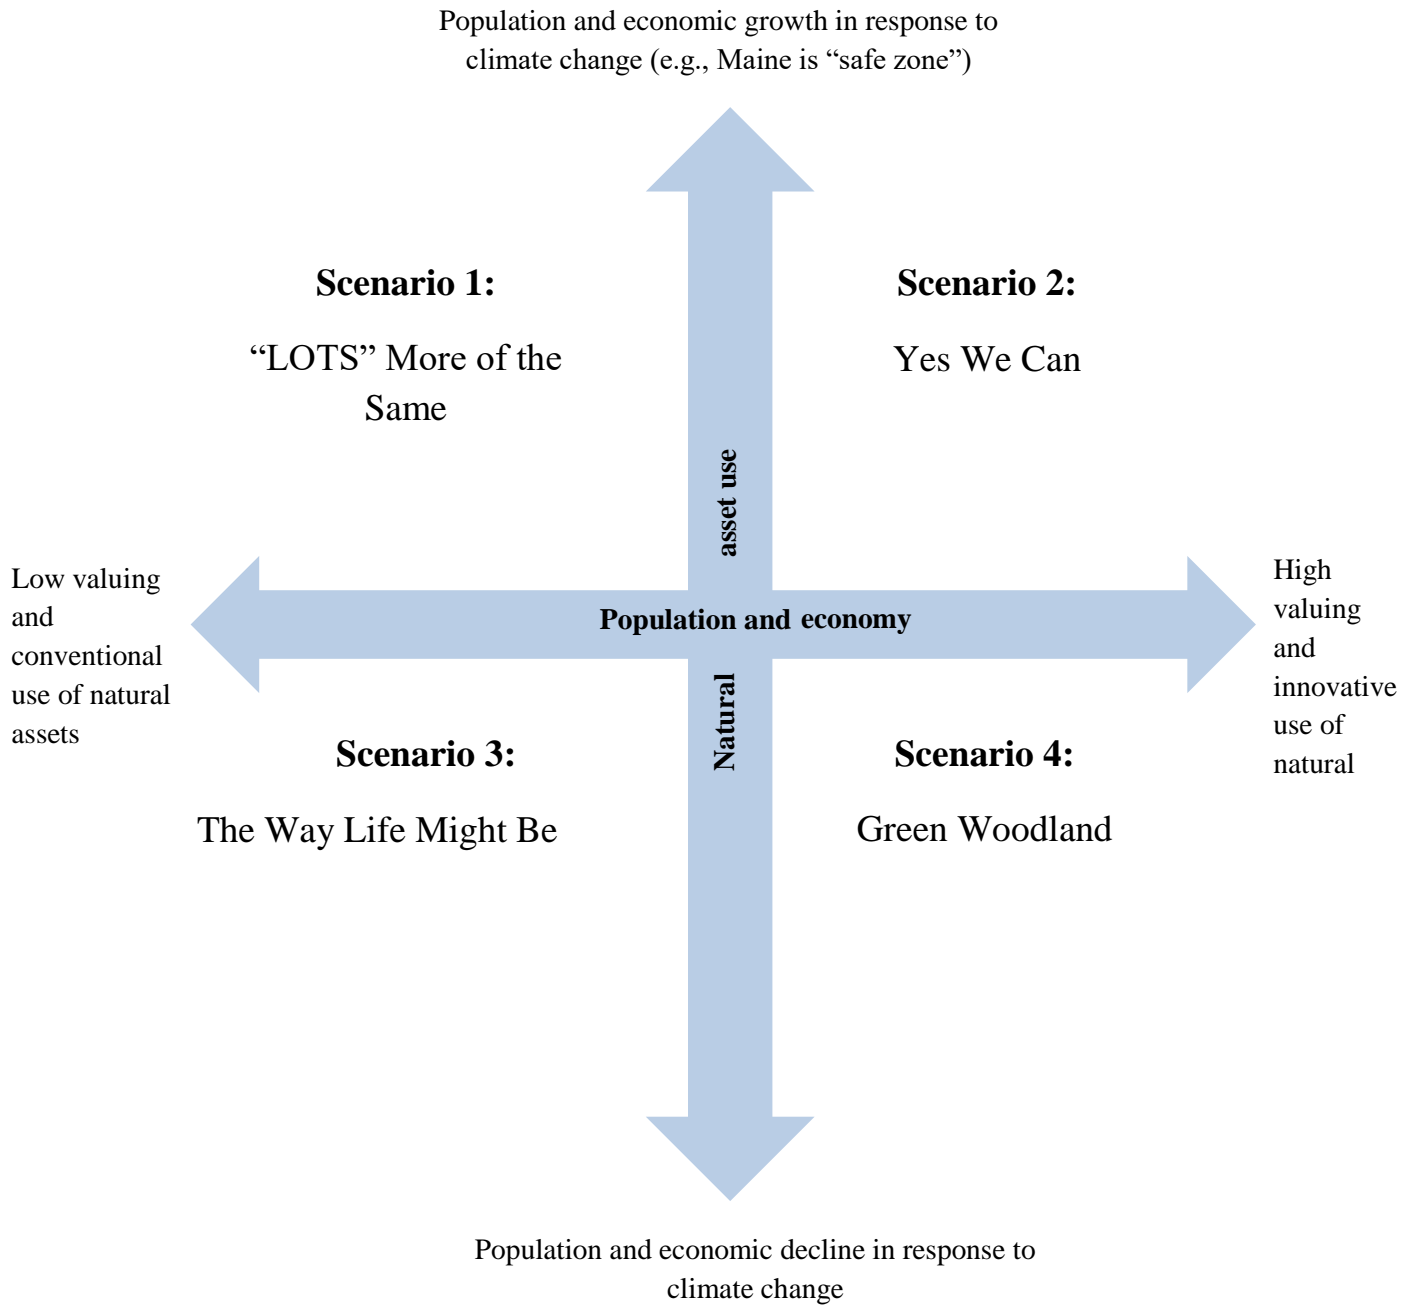 Population and economic growth in response to
climate change (e.g., Maine is “safe zone”)
Scenario 1:
“LOTS” More of the
Same
Scenario 2:
Yes We Can
asset use
Low valuing
and
conventional
use of natural
assets
Population and economy
High
valuing
and
innovative
use of
natural
Natural
Scenario 3:
The Way Life Might Be
Scenario 4:
Green Woodland
Population and economic decline in response to
climate change